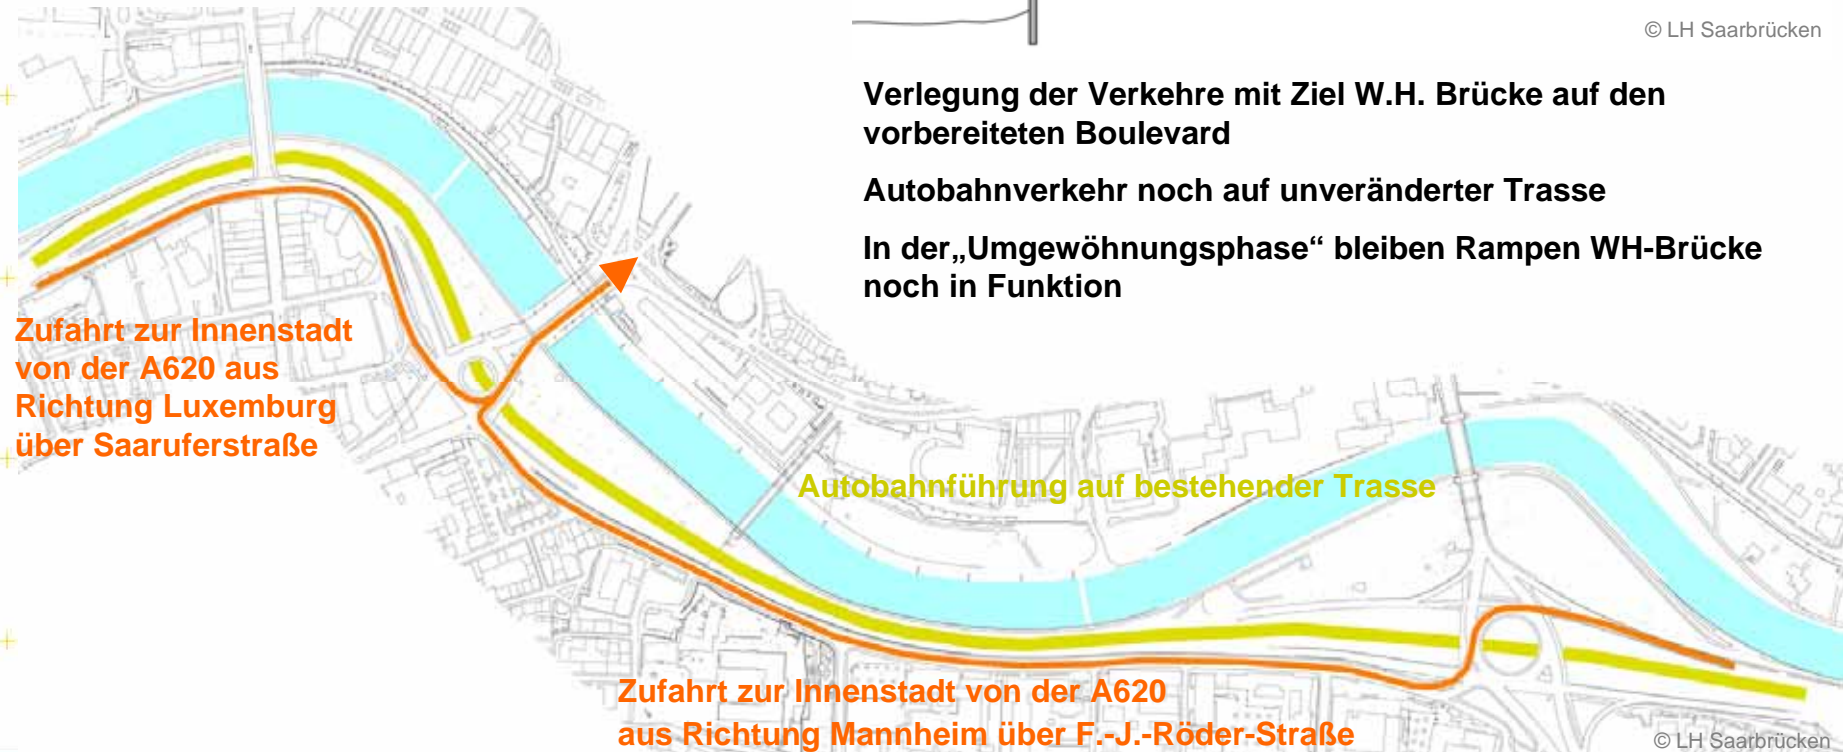 © LH Saarbrücken
Verlegung der Verkehre mit Ziel W.H. Brücke auf den
vorbereiteten Boulevard
Autobahnverkehr noch auf unveränderter Trasse
In der„Umgewöhnungsphase“ bleiben Rampen WH-Brücke
noch in Funktion
Zufahrt zur Innenstadt
von der A620 aus
Richtung Luxemburg
über Saaruferstraße
Autobahnführung auf bestehender Trasse
Zufahrt zur Innenstadt von der A620
aus Richtung Mannheim über F.-J.-Röder-Straße
© LH Saarbrücken